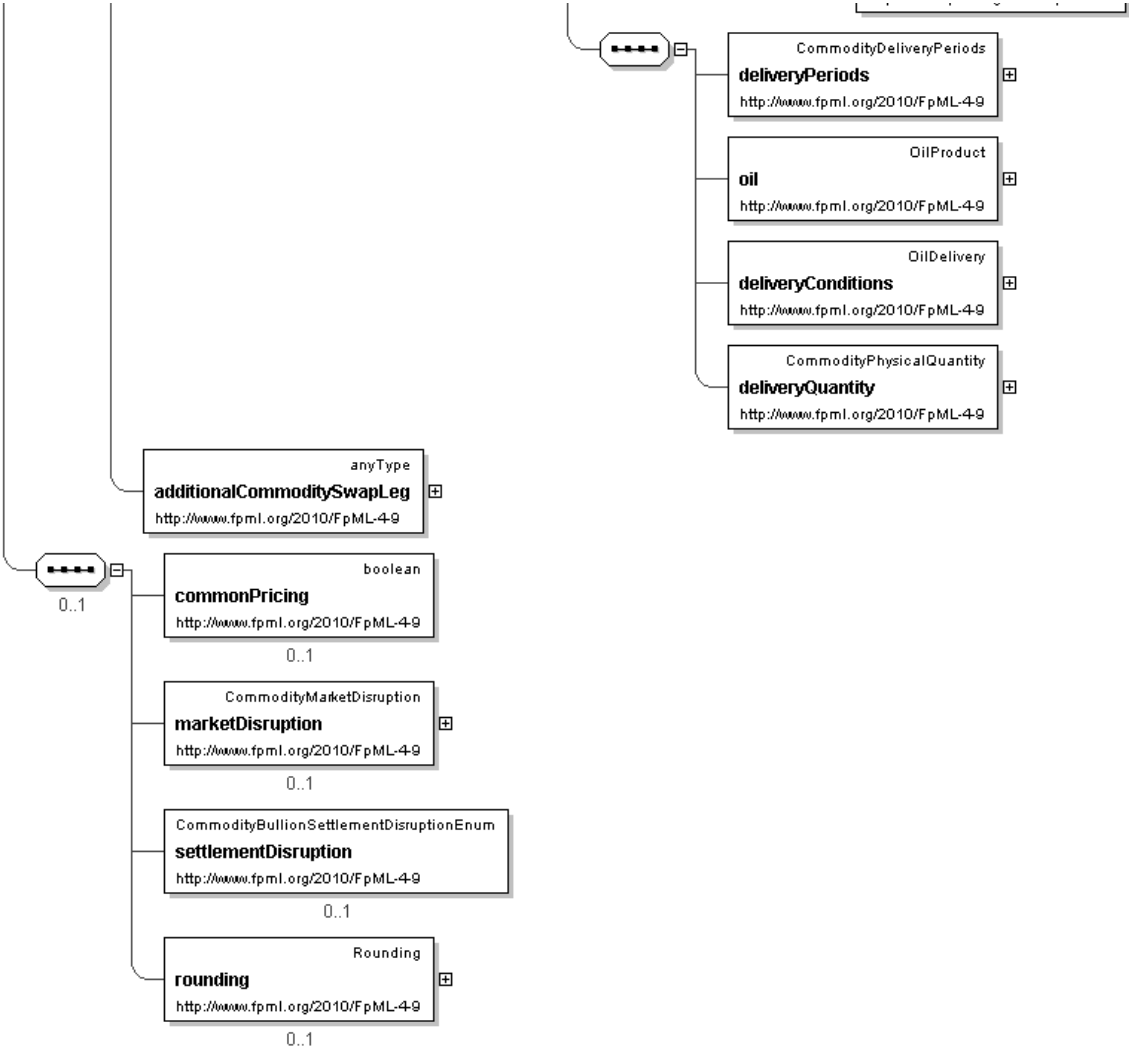 CommodityDeliveryPeriods
deliveryPeriods
http://www.fpml.org/2010/FpML-4-9
OilProduct
oil
http://www.fpml.org/2010/FpML-4-9
OilDelivery
deliveryConditions
http://www.fpml.org/2010/FpML-4-9
CommodityPhysicalQuantity
deliveryQuantity
http://www.fpml.org/2010/FpML-4-9
anyType
additionalCommoditySwapLeg
http://www.fpml.org/2010/FpML-4-9
0..1
boolean
commonPricing
http://www.fpml.org/2010/FpML-4-9
0..1
CommodityMarketDisruption
marketDisruption
http://www.fpml.org/2010/FpML-4-9
0..1
CommodityBullionSettlementDisruptionEnum
settlementDisruption
http://www.fpml.org/2010/FpML-4-9
0..1
Rounding
rounding
http://www.fpml.org/2010/FpML-4-9
0..1